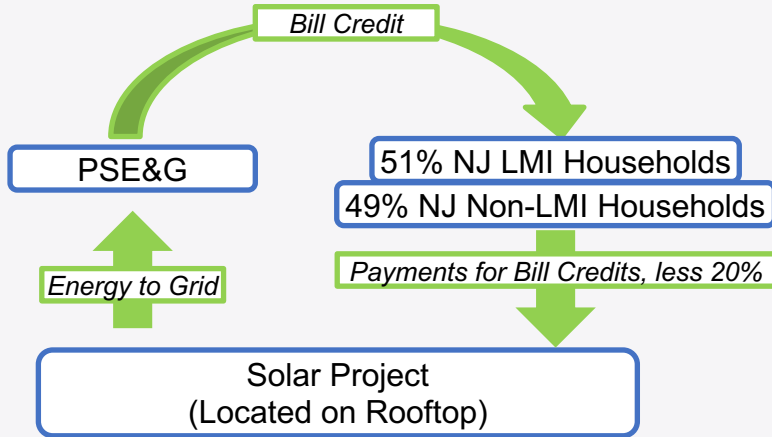 Bill Credit
PSE&G
51% NJ LMI Households
49% NJ Non-LMI Households
Energy to Grid
Payments for Bill Credits, less 20%
Solar Project
(Located on Rooftop)